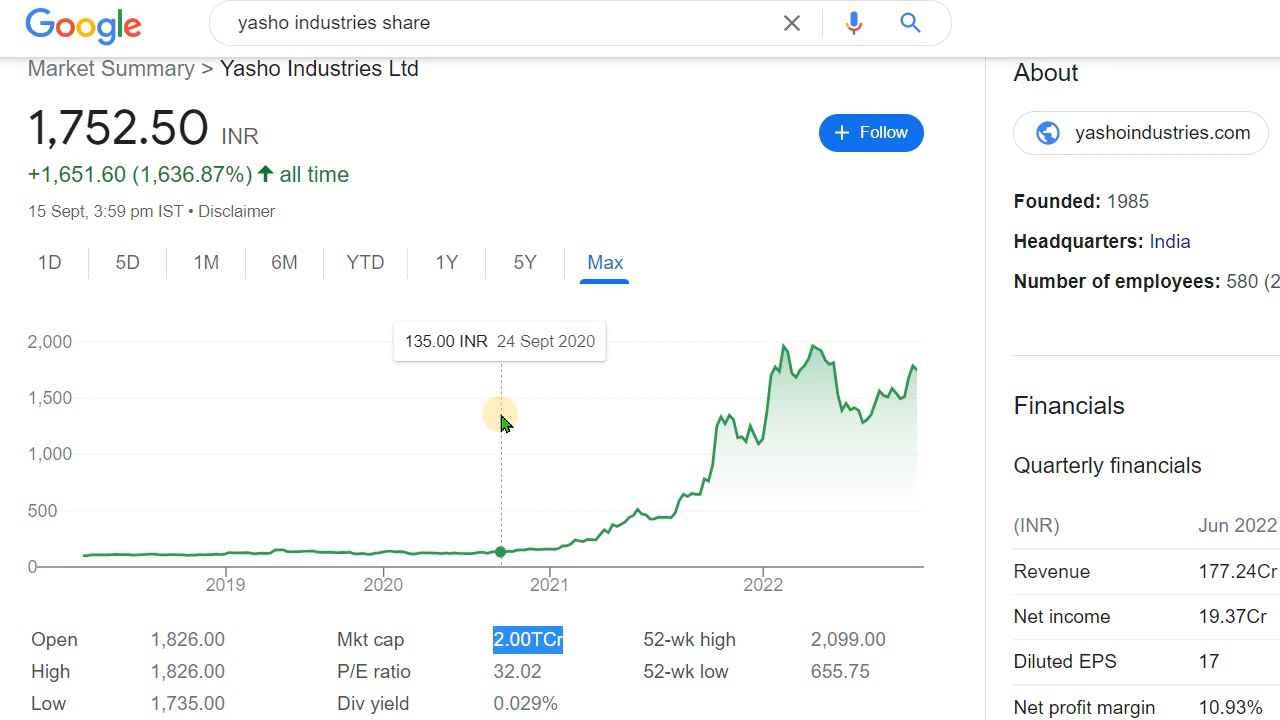 Google
yasho industries share
Market Summary > Yasho Industries Ltd
1,752.50 INR
+ Follow
+1,651.60 (1,636.87%) ↑ all time
15 Sept, 3:59 pm IST • Disclaimer
1D 5D 1M 6M YTD 1Y 5Y Max
135.00 INR 24 Sept 2020
2,000
1,500
1,000
500
0
2019 2020 2021 2022
Open 1,826.00 Mkt cap 2.00TCr 52-wk high 2,099.00
High 1,826.00 P/E ratio 32.02 52-wk low 655.75
Low 1,735.00 Div yield 0.029%
About
yashoindustries.com
Founded: 1985
Headquarters: India
Number of employees: 580 (2
Financials
Quarterly financials
(INR) Jun 2022
Revenue 177.24Cr
Net income 19.37Cr
Diluted EPS 17
Net profit margin 10.93%